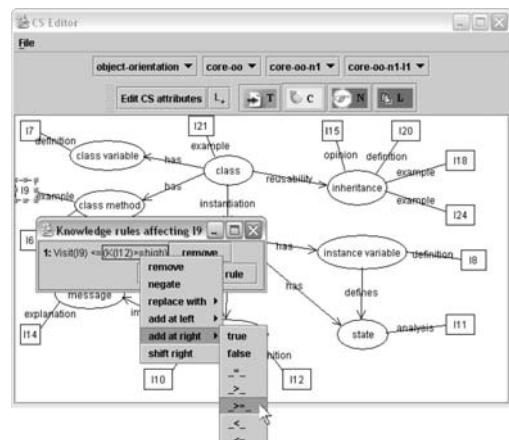 CS Editor
File
object-orientation core-oo core-oo-n1 core-oo-n1-l1
Edit CS attributes L T C N L
I7 I21 I15 I20
definition example opinion definition
class variable has class reusability I18
example
I9 example has inheritance
class method instantiation example I24
I6 Knowledge rules affecting I9
1: Visit(I9) <= (K(I12)>=high) remove has instance variable definition I8
remove rule
negate
message replace with has defines
explanation add at left
I14 add at right true state analysis I11
shift right false
I10 _=_ I12
_>_
_>=_
_<_